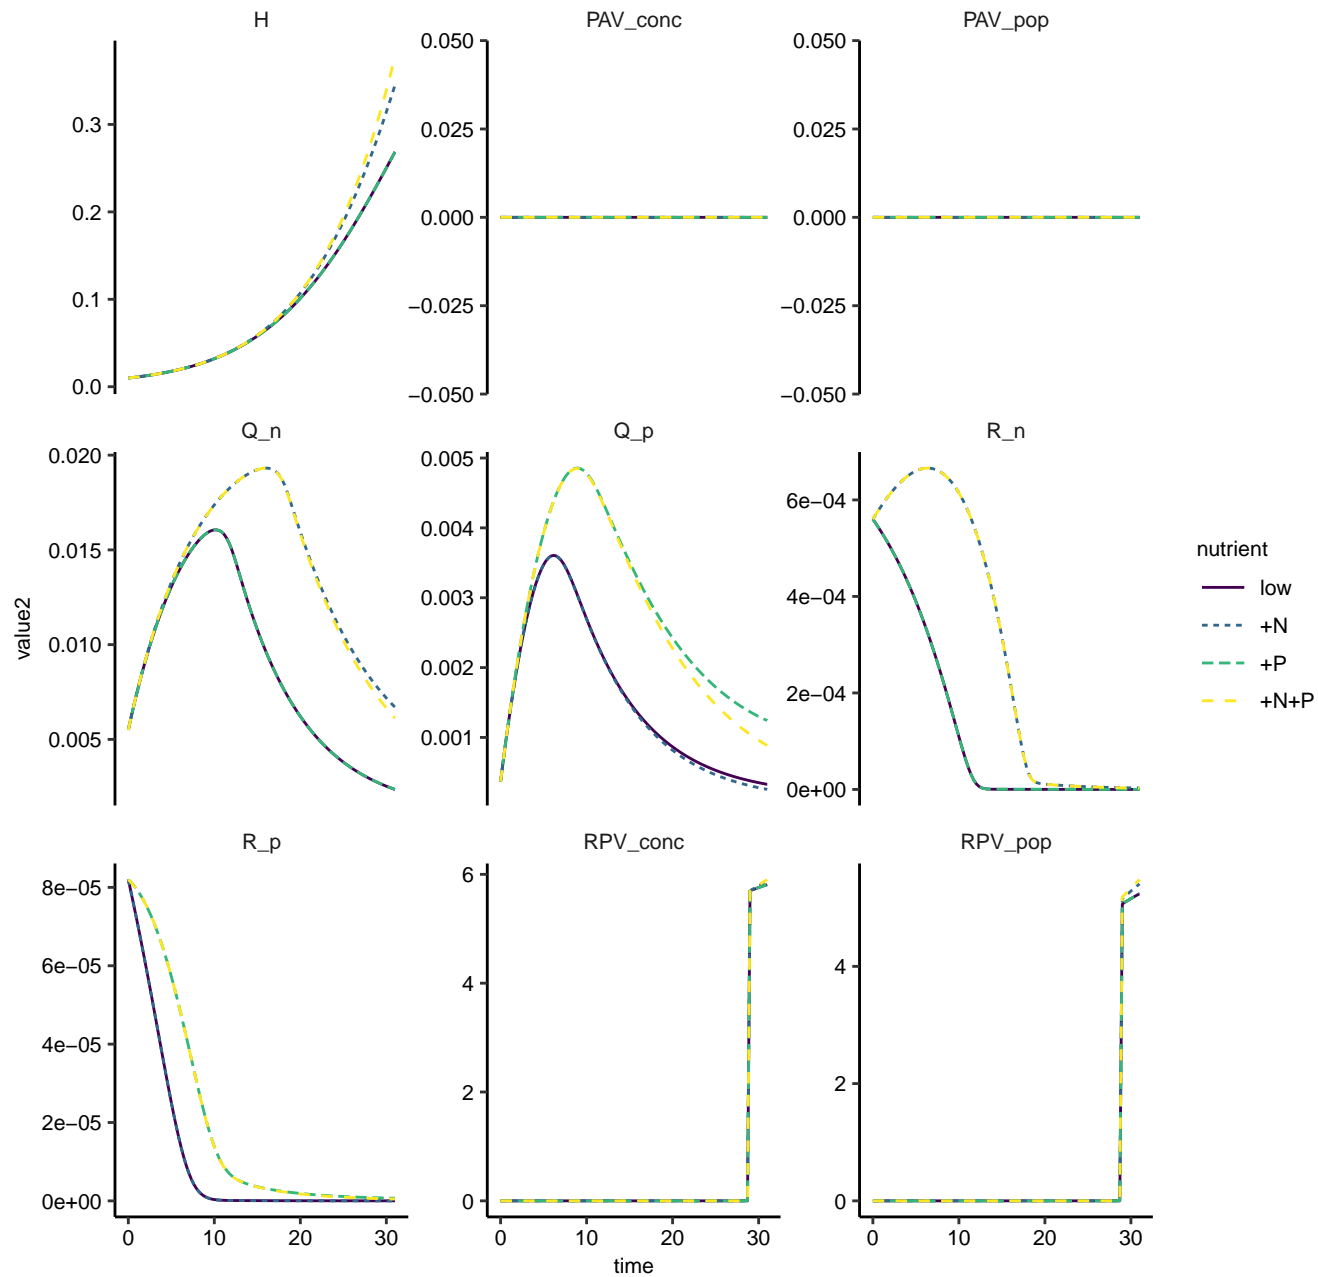 H
PAV_conc
PAV_pop
0.3
0.2
0.1
0.0
0.050
0.025
0.000
−0.025
−0.050
0.050
0.025
0.000
−0.025
−0.050
Q_n
Q_p
R_n
0.020
0.015
0.010
0.005
0.005
0.004
0.003
0.002
0.001
6e−04
4e−04
2e−04
0e+00
value2
nutrient
low
+N
+P
+N+P
R_p
RPV_conc
RPV_pop
8e−05
6e−05
4e−05
2e−05
0e+00
6
4
2
0
4
2
0
0 10 20 30
0 10 20 30
0 10 20 30
time